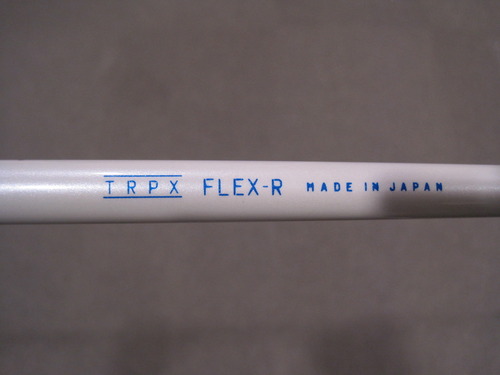 TRPX FLEX-R MADE IN JAPAN